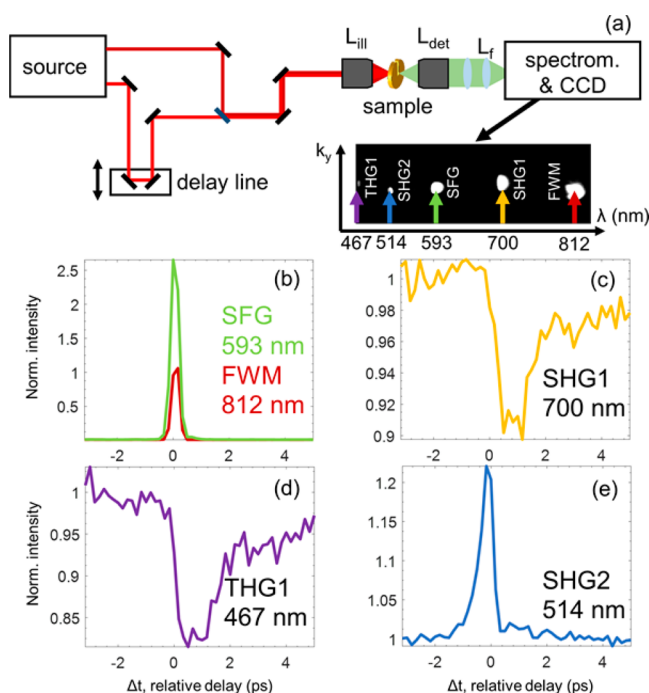 (a)
source
L_ill
L_det
L_f
spectrom.
& CCD
sample
delay line
k_y
THG1
SHG2
SFG
SHG1
FWM
λ (nm)
467 514 593 700 812
(b)
Norm. intensity
2.5
2
1.5
1
0.5
SFG
593 nm
FWM
812 nm
-2 0 2 4
(c)
1
0.98
0.96
0.94
0.92
0.9
SHG1
700 nm
-2 0 2 4
(d)
Norm. intensity
1
0.95
0.9
0.85
THG1
467 nm
-2 0 2 4
Δt, relative delay (ps)
(e)
1.2
1.15
1.1
1.05
1
SHG2
514 nm
-2 0 2 4
Δt, relative delay (ps)